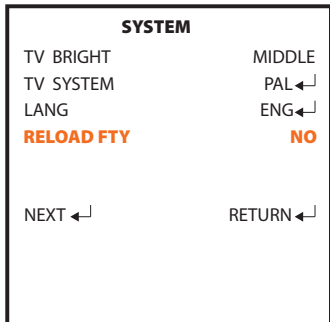 SYSTEM
TV BRIGHT MIDDLE
TV SYSTEM PAL↵
LANG ENG↵
RELOAD FTY NO
NEXT ↵ RETURN↵